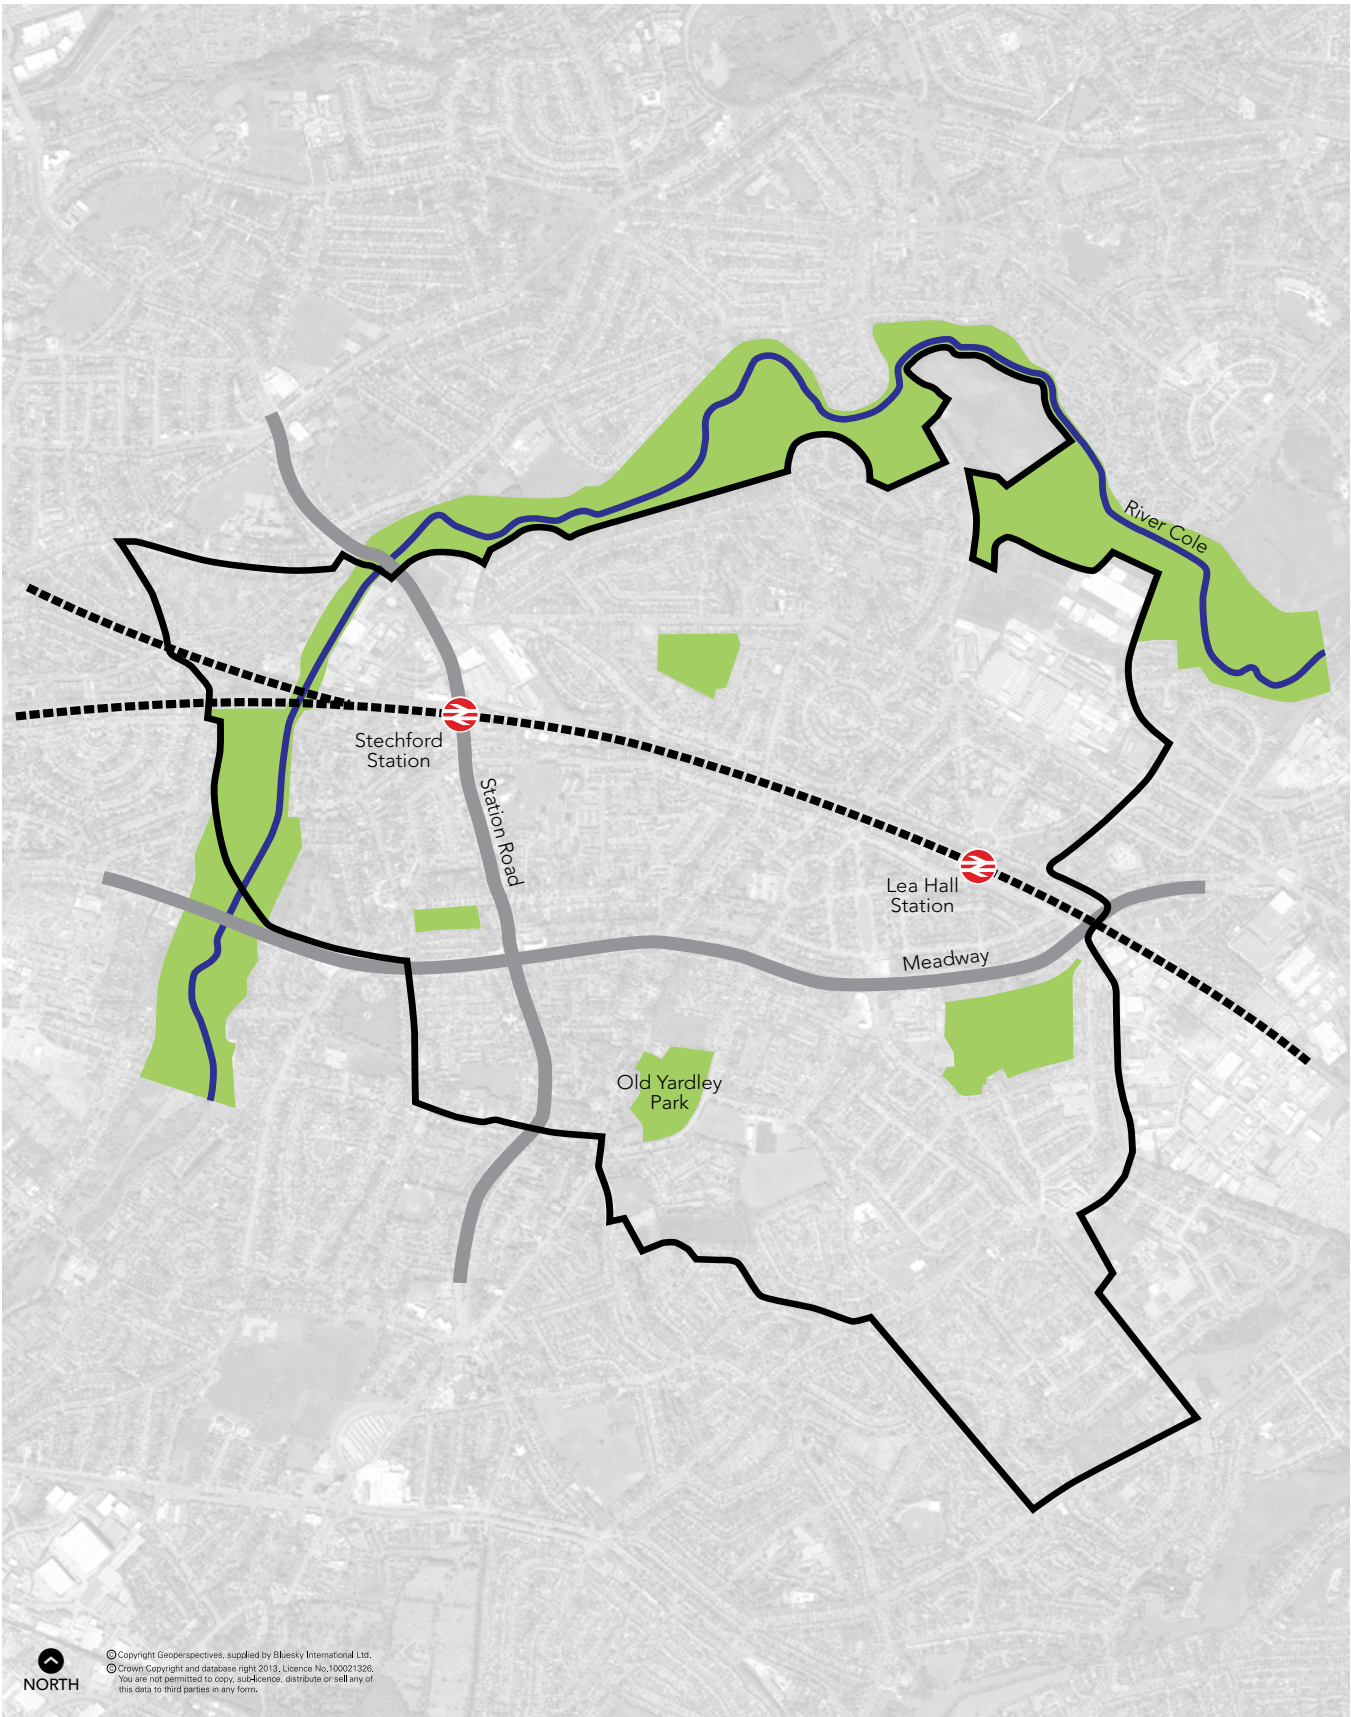 River Cole
Stechford
Station
Station Road
Lea Hall
Station
Meadway
Old Yardley
Park
NORTH
© Copyright Geoperspectives, supplied by Bluesky International Ltd.
© Crown Copyright and database right 2013. Licence No.100021326.
You are not permitted to copy, sub-licence, distribute or sell any of
this data to third parties in any form.